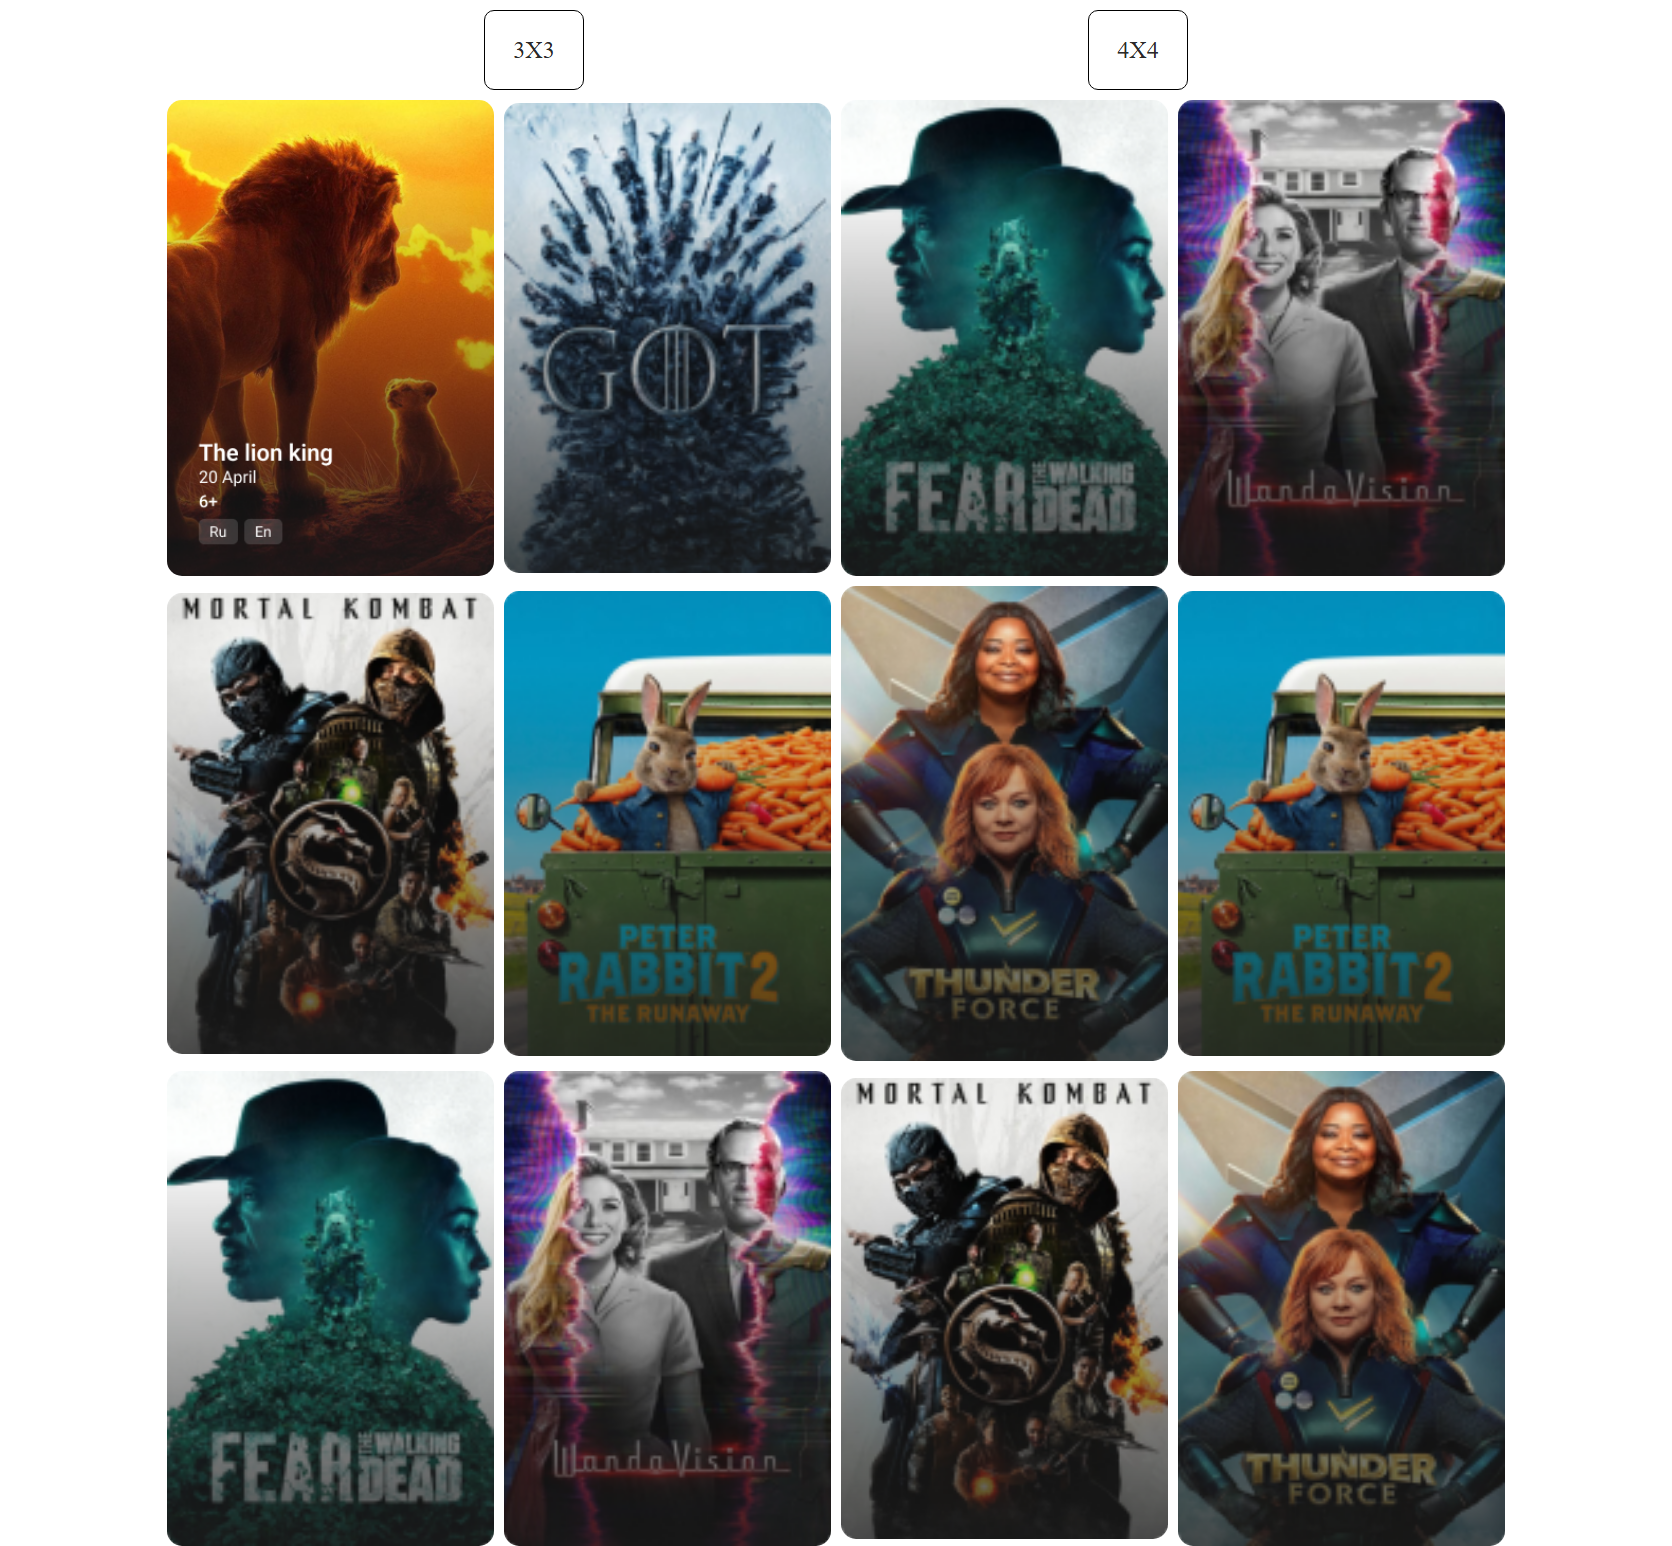 3X3
4X4
The lion king
20 April
6+
Ru
En
GOT
FEAR THE WALKING
DEAD
WandaVision
MORTAL KOMBAT
PETER
RABBIT 2
THE RUNAWAY
THUNDER
FORCE
PETER
RABBIT 2
THE RUNAWAY
FEAR THE WALKING
DEAD
WandaVision
MORTAL KOMBAT
THUNDER
FORCE